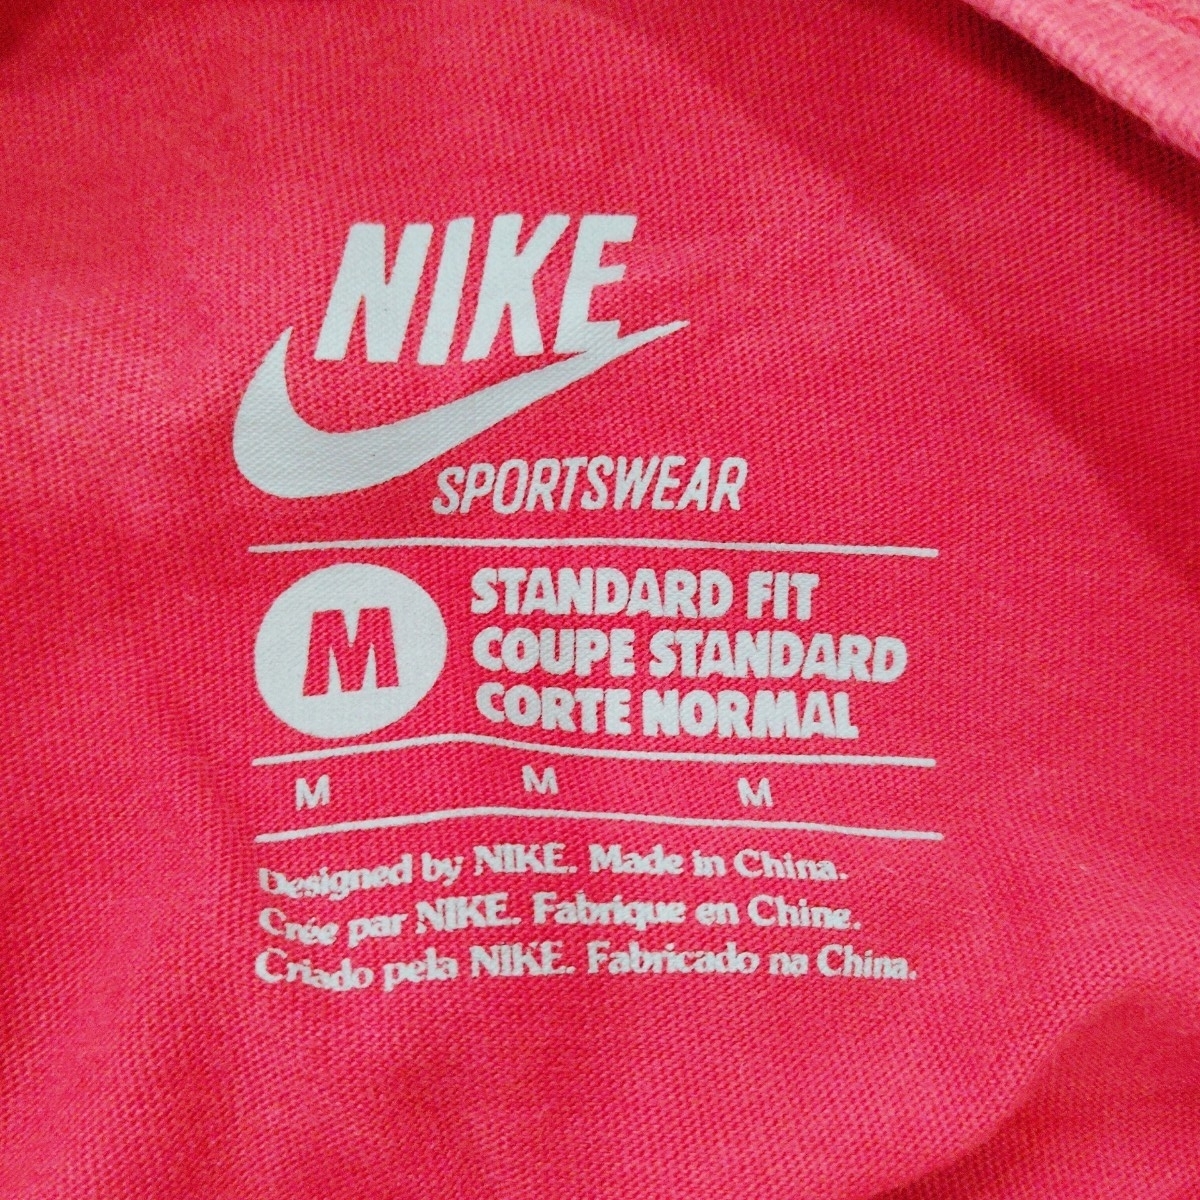 NIKE
SPORTSWEAR
M
STANDARD FIT
COUPE STANDARD
CORTE NORMAL
M M M
Designed by NIKE. Made in China.
Crée par NIKE. Fabrique en Chine.
Criado pela NIKE. Fabricado na China.